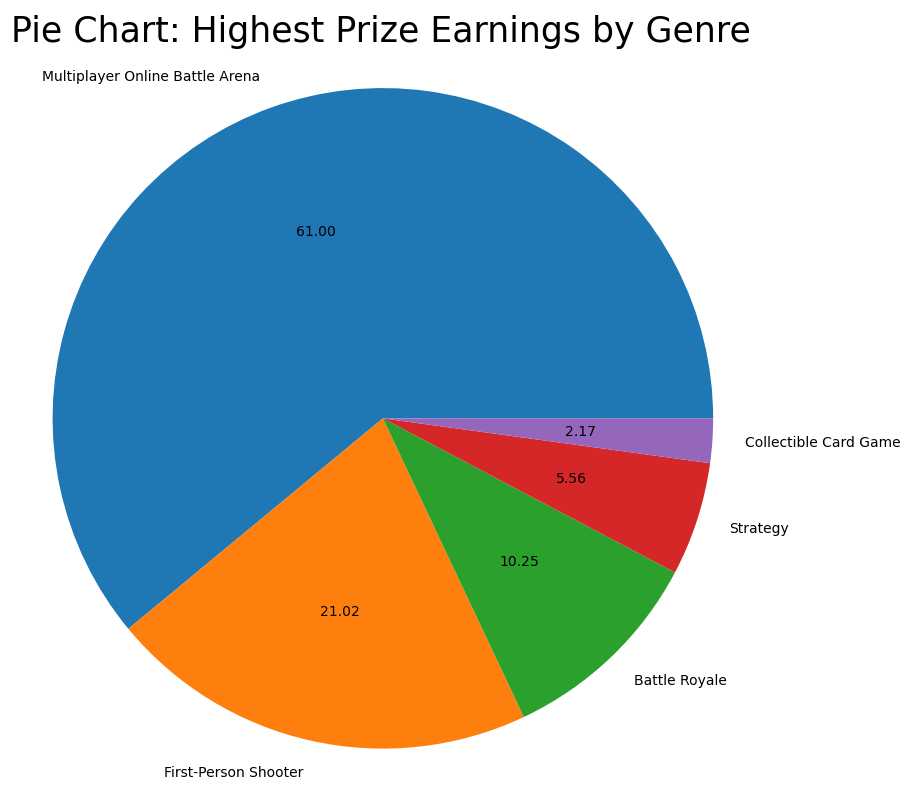 Pie Chart: Highest Prize Earnings by Genre
Multiplayer Online Battle Arena
61.00
2.17
Collectible Card Game
5.56
Strategy
10.25
21.02
Battle Royale
First-Person Shooter